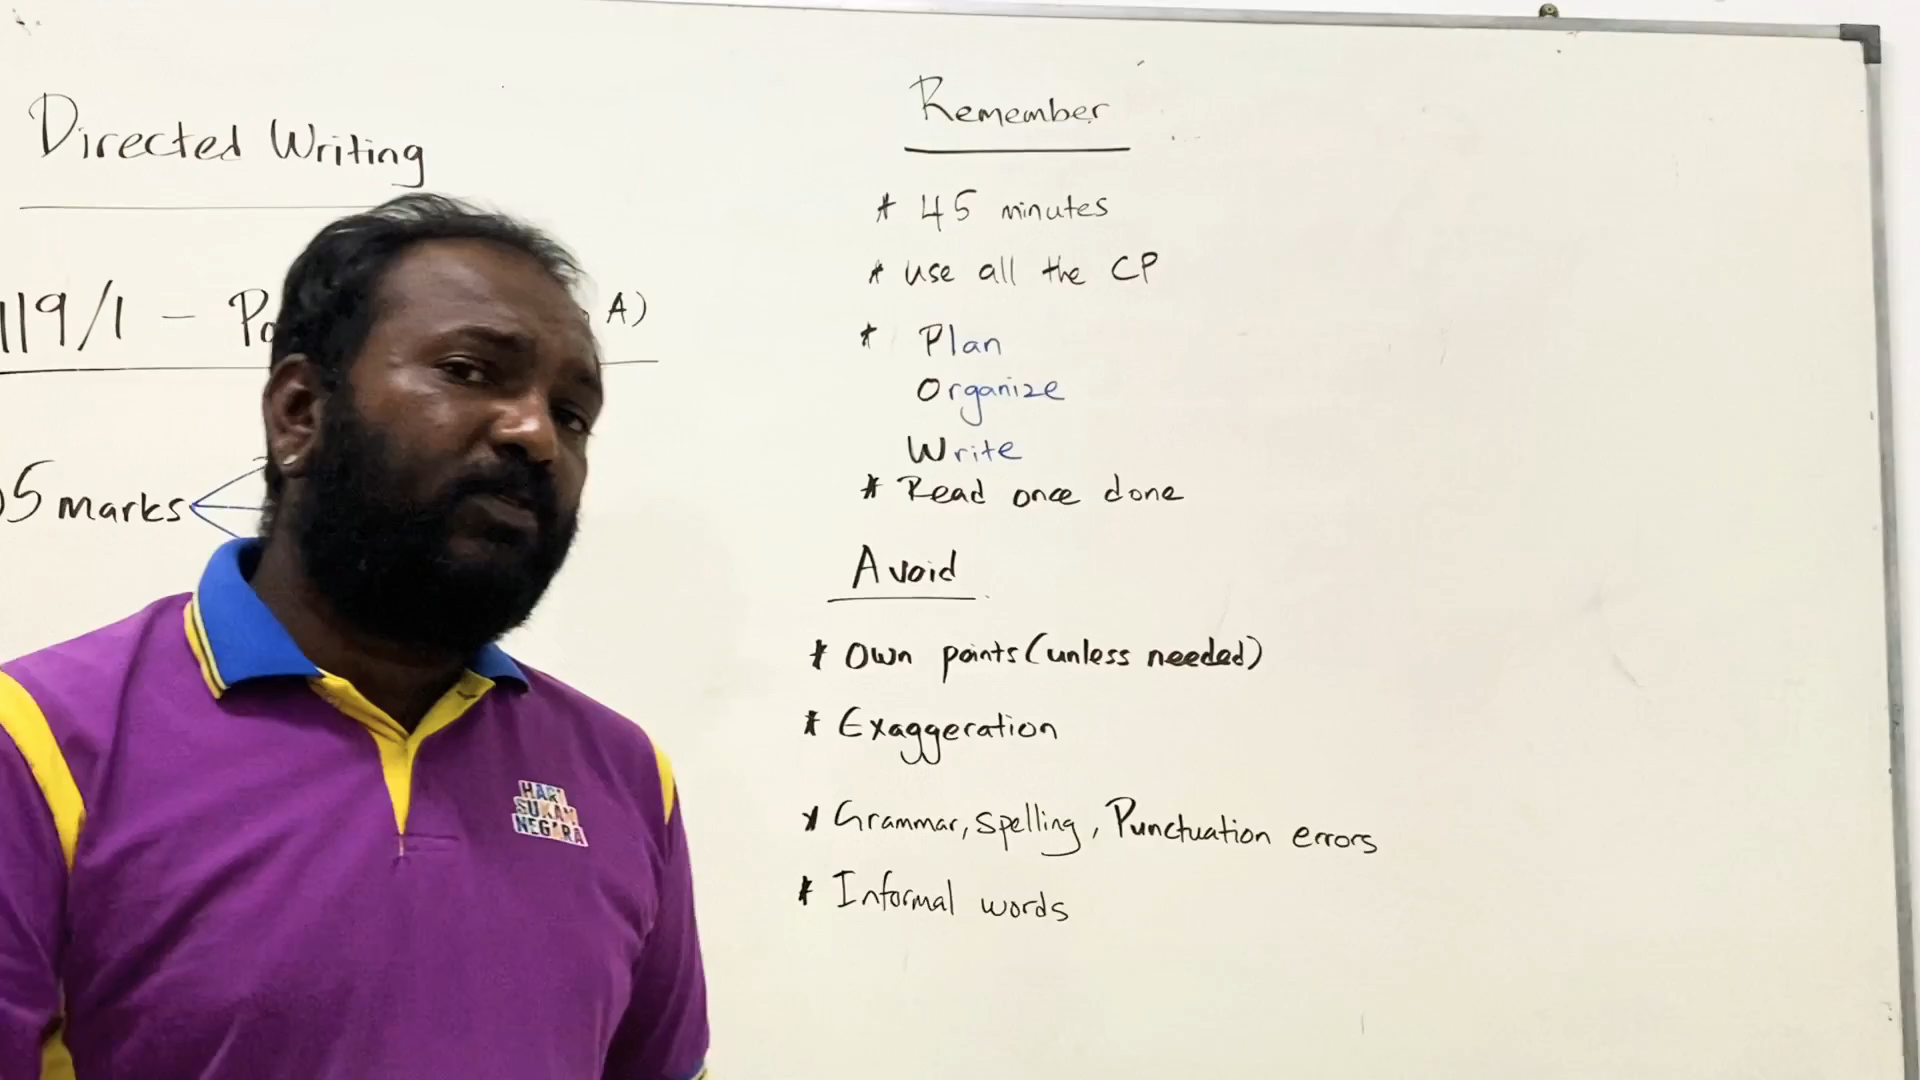 Directed Writing
119/1 - A)
5 marks
Remember
* 45 minutes
* use all the CP
* Plan
Organize
Write
* Read once done
Avoid
* Own points (unless needed)
* Exaggeration
* Grammar, Spelling, Punctuation errors
* Informal words
HARI
SUKAN
NEGARA